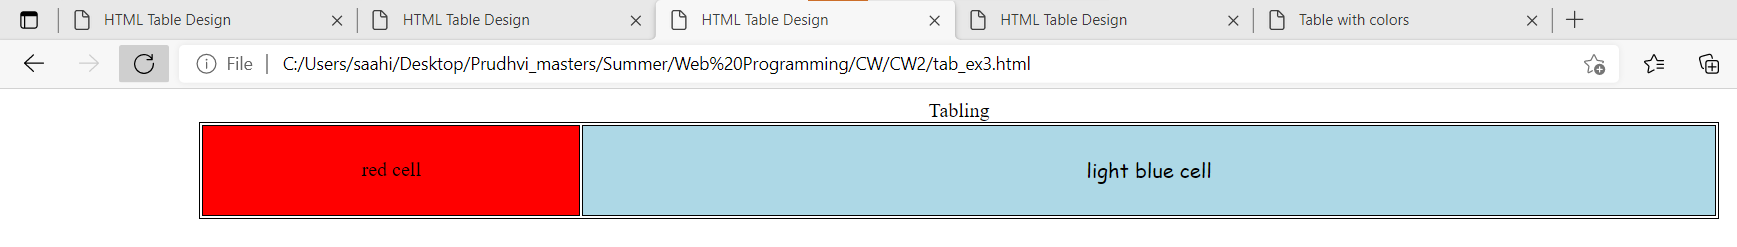 HTML Table Design HTML Table Design HTML Table Design HTML Table Design Table with colors
File C:/Users/saahi/Desktop/Prudhvi_masters/Summer/Web%20Programming/CW/CW2/tab_ex3.html
Tabling
red cell light blue cell